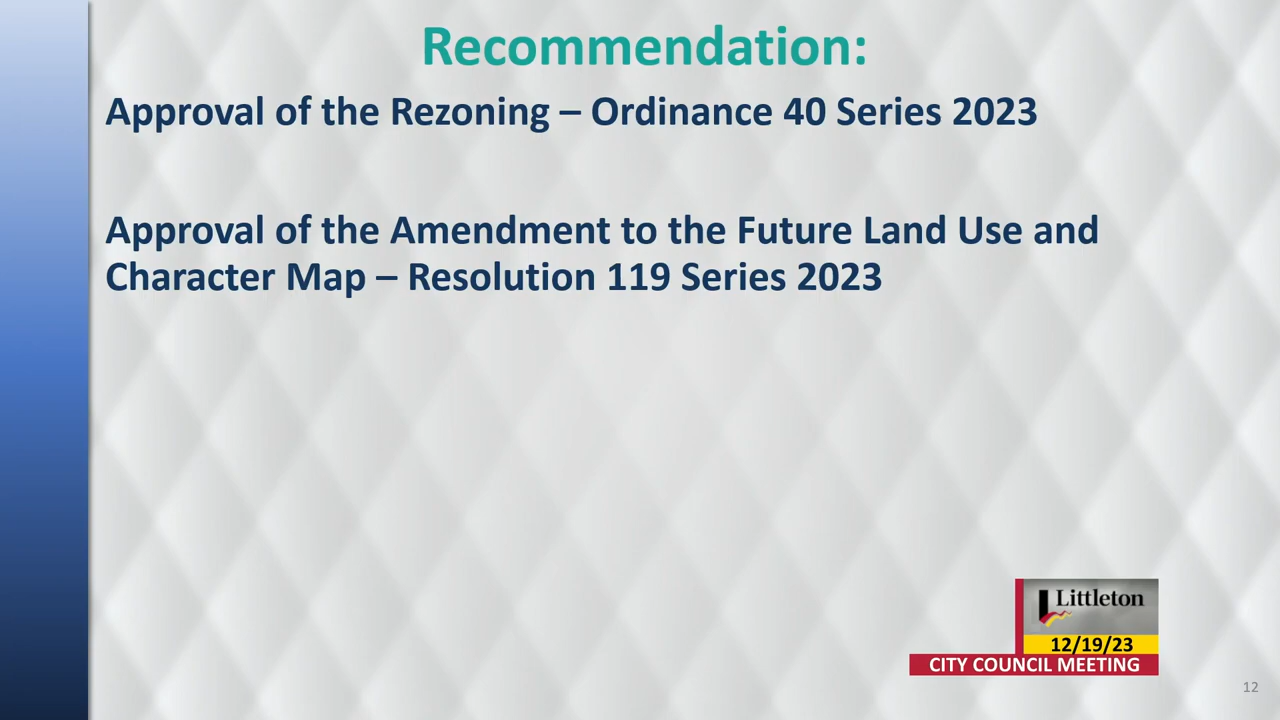 Recommendation:
Approval of the Rezoning – Ordinance 40 Series 2023
Approval of the Amendment to the Future Land Use and
Character Map – Resolution 119 Series 2023
Littleton
12/19/23
CITY COUNCIL MEETING
12